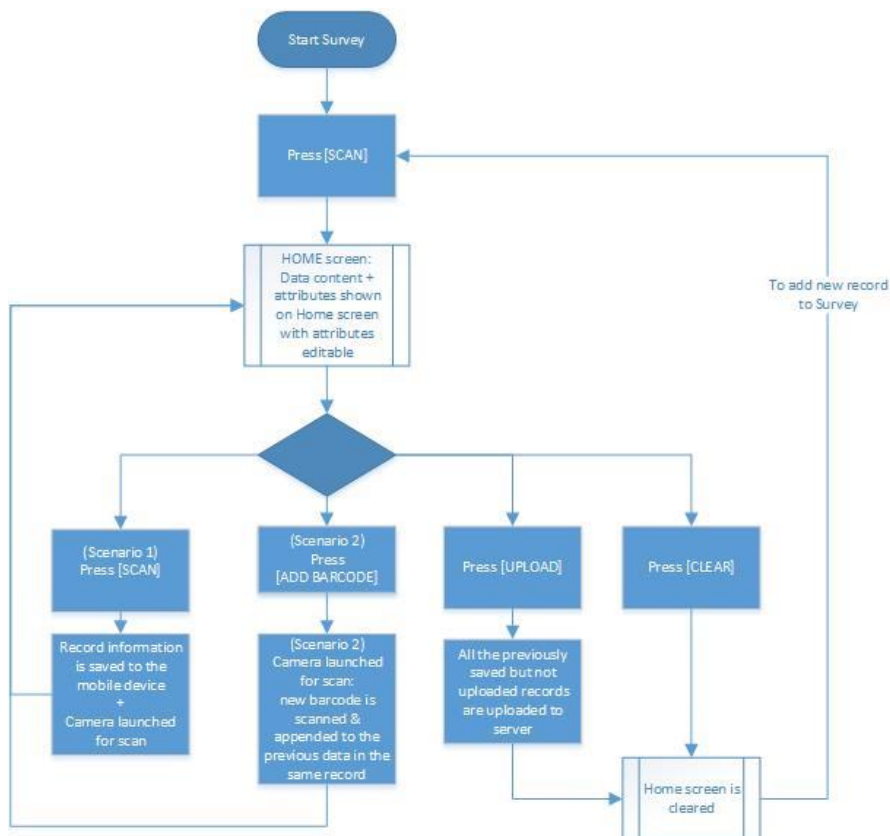 Start Survey
Press [SCAN]
HOME screen:
Data content +
attributes shown
on Home screen
with attributes
editable
To add new record
to Survey
(Scenario 1)
Press [SCAN]
(Scenario 2)
Press
[ADD BARCODE]
Press [UPLOAD]
Press [CLEAR]
Record information
is saved to the
mobile device
+
Camera launched
for scan
(Scenario 2)
Camera launched
for scan:
new barcode is
scanned &
appended to the
previous data in the
same record
All the previously
saved but not
uploaded records
are uploaded to
server
Home screen is
cleared